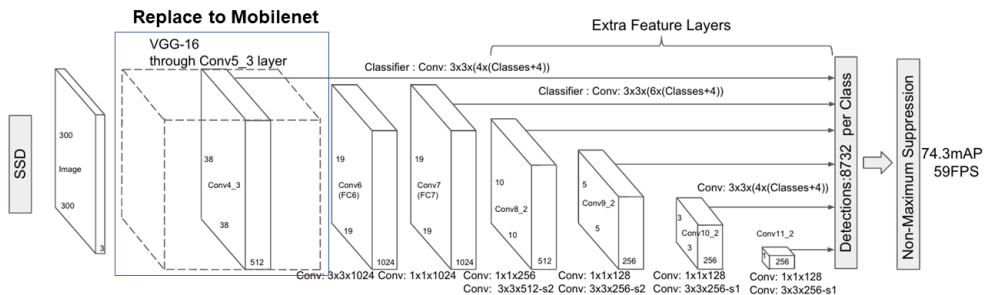 Replace to Mobilenet
Extra Feature Layers
VGG-16
through Conv5_3 layer
Classifier : Conv: 3x3x(4x(Classes+4))
Classifier : Conv: 3x3x(6x(Classes+4))
SSD
300
Image
300
3
38
Conv4_3
38
512
19
Conv6
(FC6)
19
1024
19
Conv7
(FC7)
19
1024
10
Conv8_2
10
512
5
Conv9_2
5
256
Conv: 3x3x(4x(Classes+4))
3
Conv10_2
3
256
Conv11_2
1
256
Detections:8732 per Class
Non-Maximum Suppression
74.3mAP
59FPS
Conv: 3x3x1024
Conv: 1x1x1024
Conv: 1x1x256
Conv: 3x3x512-s2
Conv: 1x1x128
Conv: 3x3x256-s2
Conv: 1x1x128
Conv: 3x3x256-s1
Conv: 1x1x128
Conv: 3x3x256-s1